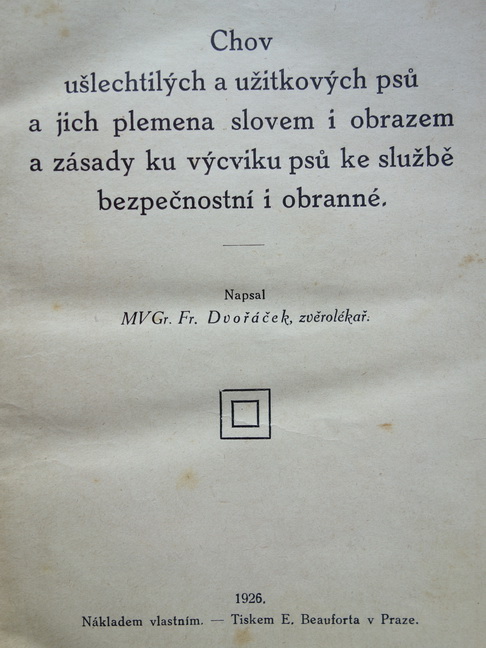 Chov
ušlechtilých a užitkových psů
a jich plemena slovem i obrazem
a zásady ku výcviku psů ke službě
bezpečnostní i obranné.
Napsal
MVGr. Fr. Dvořáček, zvěrolékař.
1926.
Nákladem vlastním. — Tiskem E. Beauforta v Praze.